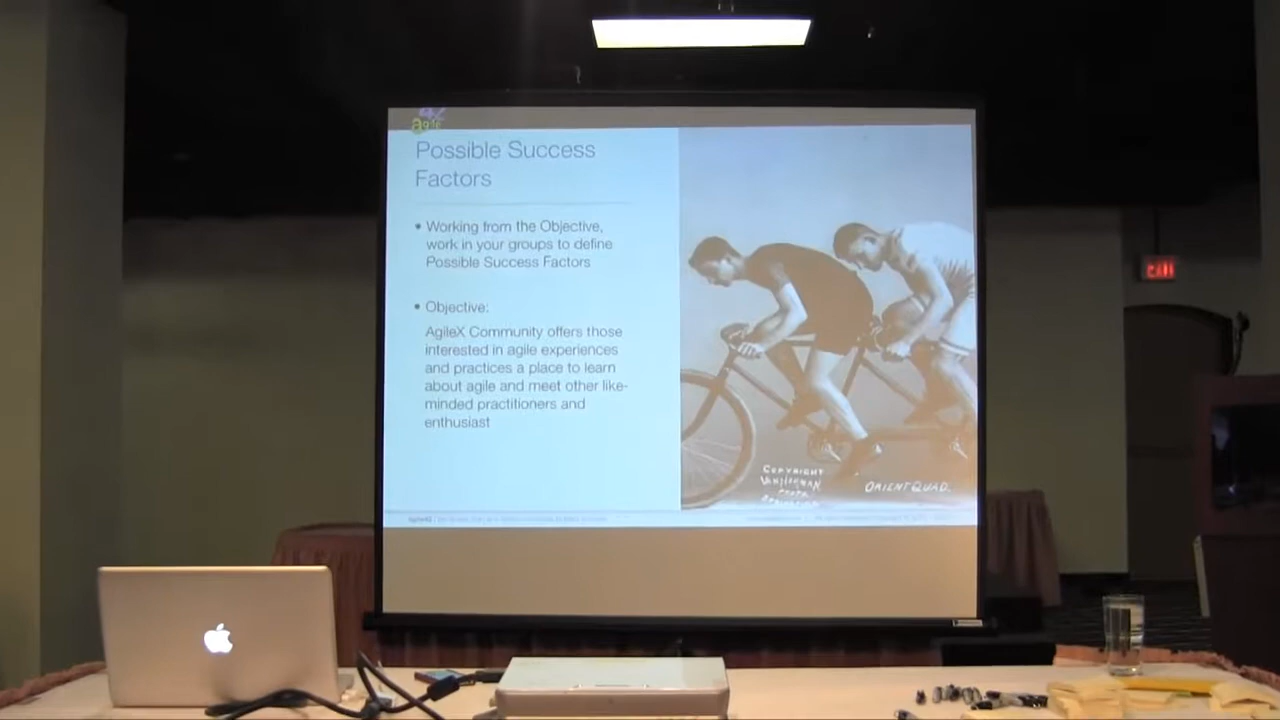 agile
42
Possible Success
Factors
• Working from the Objective,
work in your groups to define
Possible Success Factors
• Objective:
AgileX Community offers those
interested in agile experiences
and practices a place to learn
about agile and meet other like-
minded practitioners and
enthusiast
COPYRIGHT
ORIENT QUAD.
EXIT